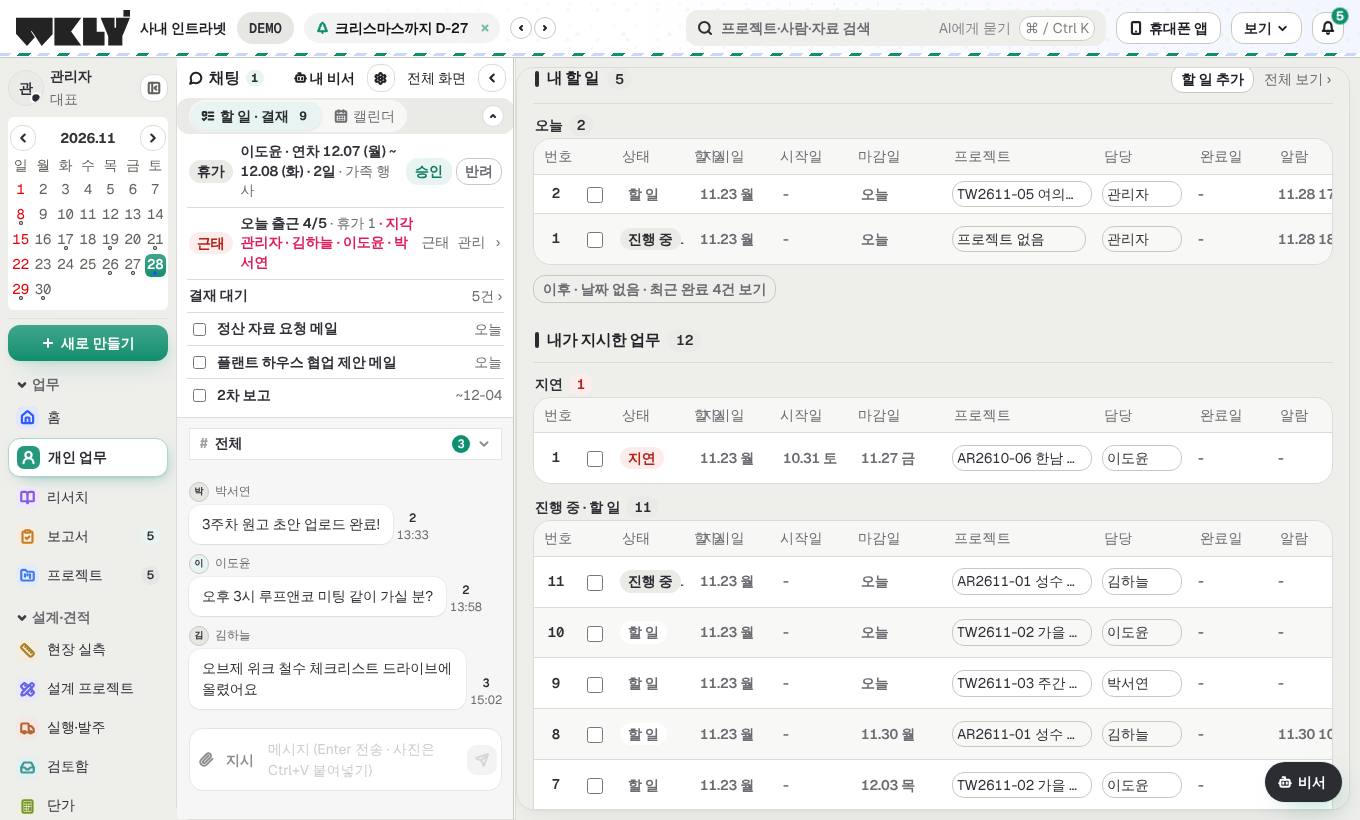 WKLY
사내 인트라넷
DEMO
크리스마스까지 D-27 ×
프로젝트·사람·자료 검색
AI에게 묻기
⌘ / Ctrl K
휴대폰 앱
보기
5
관
관리자
대표
2026.11
일 월 화 수 목 금 토
1 2 3 4 5 6 7
8 9 10 11 12 13 14
15 16 17 18 19 20 21
22 23 24 25 26 27 28
29 30
+ 새로 만들기
업무
홈
개인 업무
리서치
보고서 5
프로젝트 5
설계·견적
현장 실측
설계 프로젝트
실행·발주
검토함
단가
채팅 1
내 비서
전체 화면
할 일 · 결재 9
캘린더
휴가
이도윤 · 연차 12.07 (월) ~
12.08 (화) · 2일 · 가족 행
사
승인
반려
근태
오늘 출근 4/5 · 휴가 1 · 지각
관리자 · 김하늘 · 이도윤 · 박
서연
근태 관리 ›
결재 대기 5건 ›
정산 자료 요청 메일 오늘
플랜트 하우스 협업 제안 메일 오늘
2차 보고 ~12-04
# 전체 3
박 박서연
3주차 원고 초안 업로드 완료!
2
13:33
이 이도윤
오후 3시 루프앤코 미팅 같이 가실 분?
2
13:58
김 김하늘
오브제 위크 철수 체크리스트 드라이브에
올렸어요
3
15:02
지시
메시지 (Enter 전송 · 사진은
Ctrl+V 붙여넣기)
내 할 일 5
할 일 추가
전체 보기 ›
오늘 2
번호 상태 시작일 마감일 프로젝트 담당 완료일 알람
2 할 일 11.23 월 - 오늘 TW2611-05 여의… 관리자 - 11.28 17
1 진행 중 11.23 월 - 오늘 프로젝트 없음 관리자 - 11.28 18
이후 · 날짜 없음 · 최근 완료 4건 보기
내가 지시한 업무 12
지연 1
번호 상태 시작일 마감일 프로젝트 담당 완료일 알람
1 지연 11.23 월 10.31 토 11.27 금 AR2610-06 한남 … 이도윤 - -
진행 중 · 할 일 11
번호 상태 시작일 마감일 프로젝트 담당 완료일 알람
11 진행 중 11.23 월 - 오늘 AR2611-01 성수 … 김하늘 - -
10 할 일 11.23 월 - 오늘 TW2611-02 가을 … 이도윤 - -
9 할 일 11.23 월 - 오늘 TW2611-03 주간 … 박서연 - -
8 할 일 11.23 월 - 11.30 월 AR2611-01 성수 … 김하늘 - 11.30 10
7 할 일 11.23 월 - 12.03 목 TW2611-02 가을 … 이도윤 -
비서